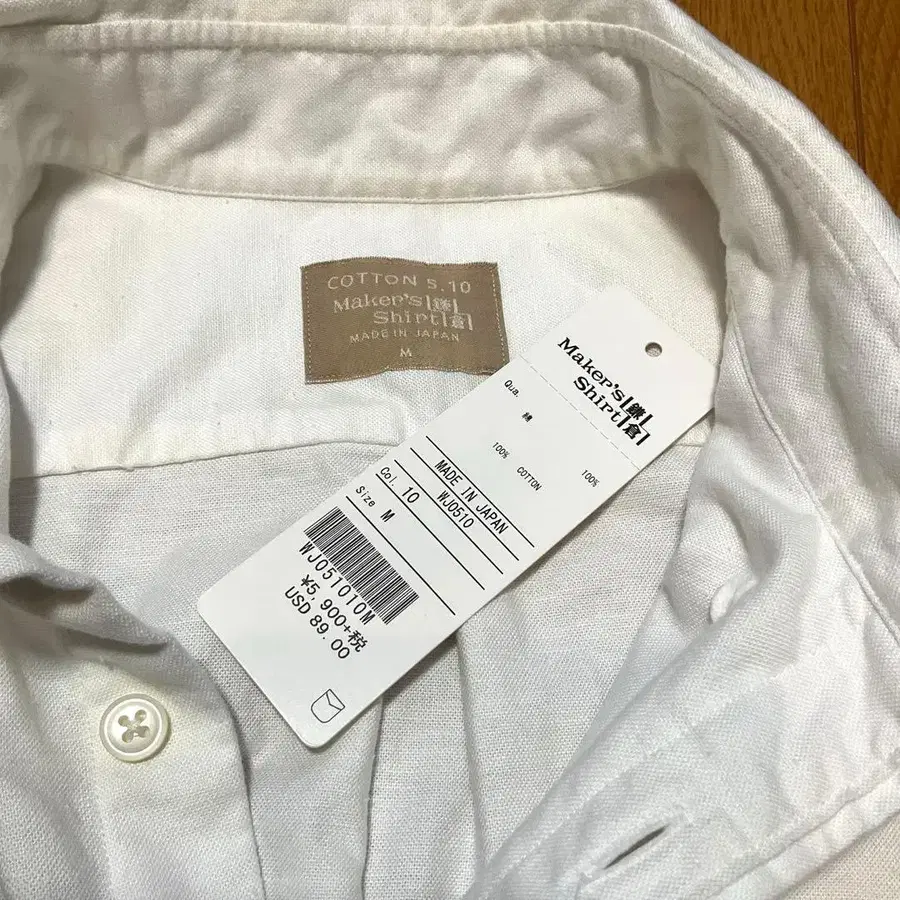 COTTON 5.10
Maker's 鎌
Shirt 倉
MADE IN JAPAN
M
Maker's 鎌
Shirt 倉
Qua.
綿 100%
COTTON 100%
MADE IN JAPAN
WJ0510
Col. 10
Size M
WJ051010M
¥5,900+税
USD 89.00